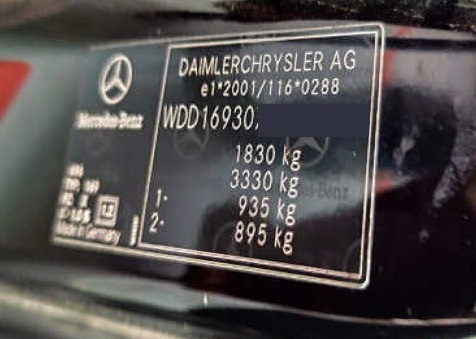 DAIMLERCHRYSLER AG
e1*2001/116*0288
WDD16930
1830 kg
3330 kg
1- 935 kg
2- 895 kg
Mercedes-Benz
Made in Germany